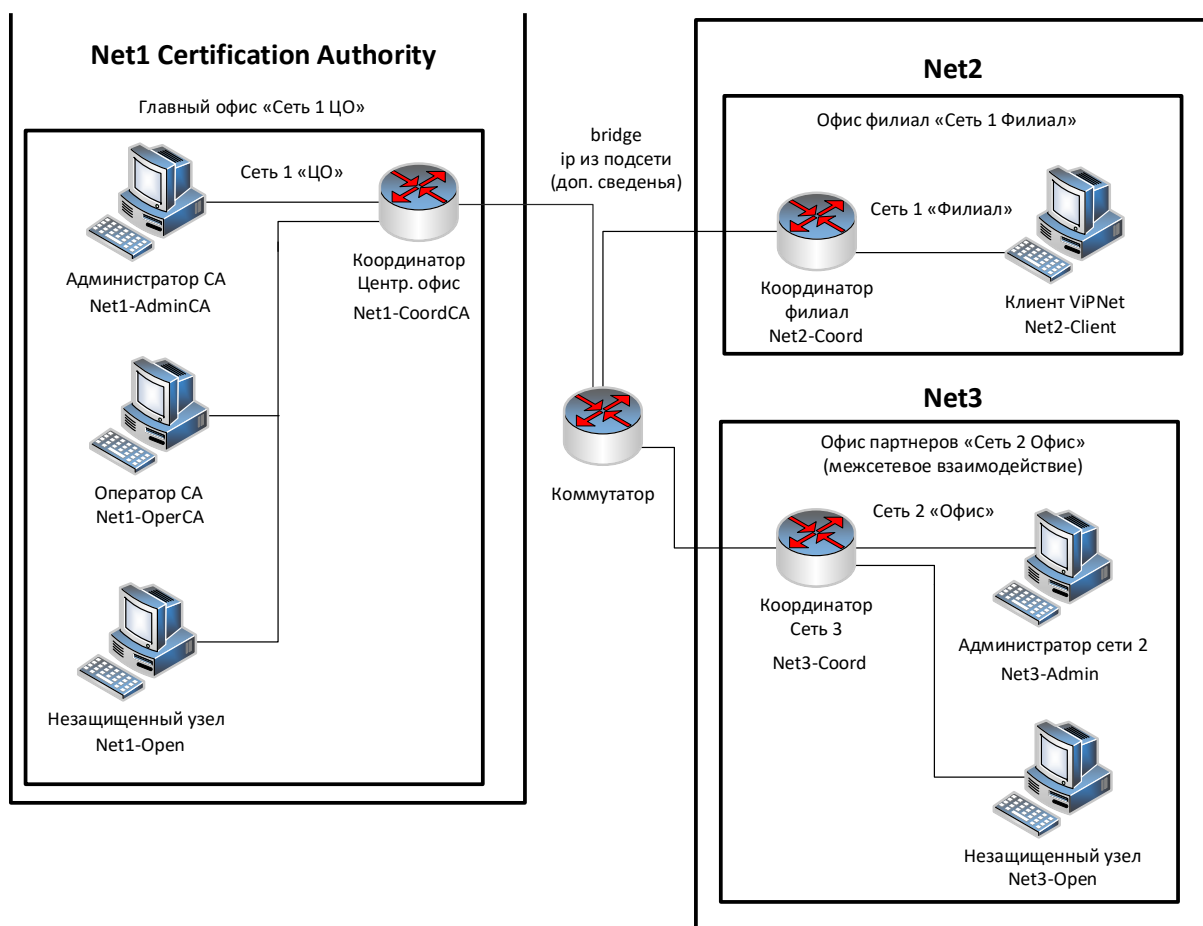 Net1 Certification Authority
Главный офис «Сеть 1 ЦО»
Сеть 1 «ЦО»
Администратор CA
Net1-AdminCA
Координатор
Центр. офис
Net1-CoordCA
Оператор CA
Net1-OperCA
Незащищенный узел
Net1-Open
bridge
ip из подсети
(доп. сведенья)
Коммутатор
Net2
Офис филиал «Сеть 1 Филиал»
Сеть 1 «Филиал»
Координатор
филиал
Net2-Coord
Клиент ViPNet
Net2-Client
Net3
Офис партнеров «Сеть 2 Офис»
(межсетевое взаимодействие)
Сеть 2 «Офис»
Координатор
Сеть 3
Net3-Coord
Администратор сети 2
Net3-Admin
Незащищенный узел
Net3-Open